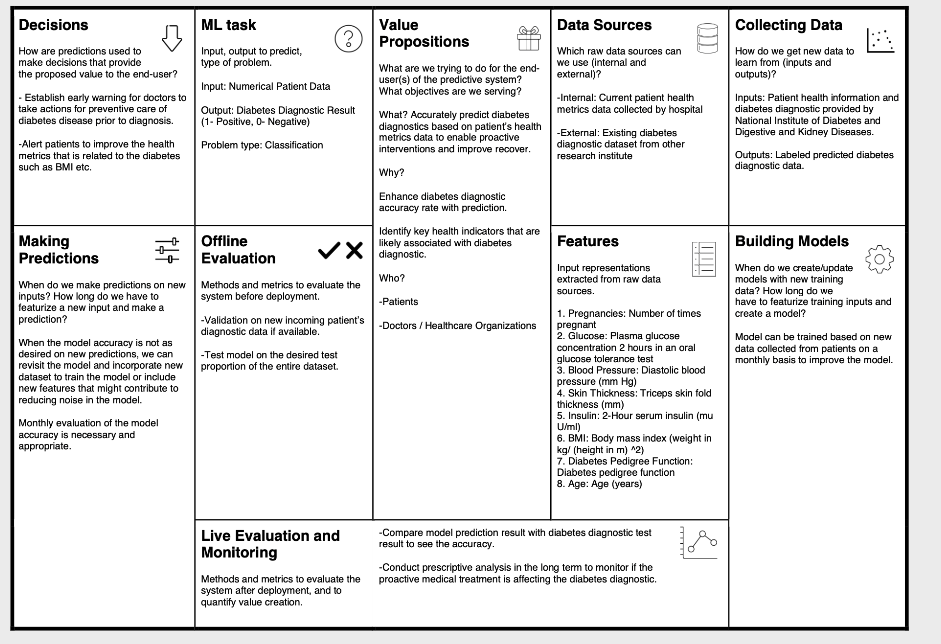 Decisions
How are predictions used to
make decisions that provide
the proposed value to the end-user?
- Establish early warning for doctors to
take actions for preventive care of
diabetes disease prior to diagnosis.
-Alert patients to improve the health
metrics that is related to the diabetes
such as BMI etc.
ML task
Input, output to predict,
type of problem.
Input: Numerical Patient Data
Output: Diabetes Diagnostic Result
(1- Positive, 0- Negative)
Problem type: Classification
Value
Propositions
What are we trying to do for the end-
user(s) of the predictive system?
What objectives are we serving?
What? Accurately predict diabetes
diagnostics based on patient's health
metrics data to enable proactive
interventions and improve recover.
Why?
Enhance diabetes diagnostic
accuracy rate with prediction.
Identify key health indicators that are
likely associated with diabetes
diagnostic.
Who?
-Patients
-Doctors / Healthcare Organizations
Data Sources
Which raw data sources can
we use (internal and
external)?
-Internal: Current patient health
metrics data collected by hospital
-External: Existing diabetes
diagnostic dataset from other
research institute
Collecting Data
How do we get new data to
learn from (inputs and
outputs)?
Inputs: Patient health information and
diabetes diagnostic provided by
National Institute of Diabetes and
Digestive and Kidney Diseases.
Outputs: Labeled predicted diabetes
diagnostic data.
Making
Predictions
When do we make predictions on new
inputs? How long do we have to
featurize a new input and make a
prediction?
When the model accuracy is not as
desired on new predictions, we can
revisit the model and incorporate new
dataset to train the model or include
new features that might contribute to
reducing noise in the model.
Monthly evaluation of the model
accuracy is necessary and
appropriate.
Offline
Evaluation
Methods and metrics to evaluate the
system before deployment.
-Validation on new incoming patient's
diagnostic data if available.
-Test model on the desired test
proportion of the entire dataset.
Features
Input representations
extracted from raw data
sources.
1. Pregnancies: Number of times
pregnant
2. Glucose: Plasma glucose
concentration 2 hours in an oral
glucose tolerance test
3. Blood Pressure: Diastolic blood
pressure (mm Hg)
4. Skin Thickness: Triceps skin fold
thickness (mm)
5. Insulin: 2-Hour serum insulin (mu
U/ml)
6. BMI: Body mass index (weight in
kg/ (height in m) ^2)
7. Diabetes Pedigree Function:
Diabetes pedigree function
8. Age: Age (years)
Building Models
When do we create/update
models with new training
data? How long do we
have to featurize training inputs and
create a model?
Model can be trained based on new
data collected from patients on a
monthly basis to improve the model.
Live Evaluation and
Monitoring
Methods and metrics to evaluate the
system after deployment, and to
quantify value creation.
-Compare model prediction result with diabetes diagnostic test
result to see the accuracy.
-Conduct prescriptive analysis in the long term to monitor if the
proactive medical treatment is affecting the diabetes diagnostic.